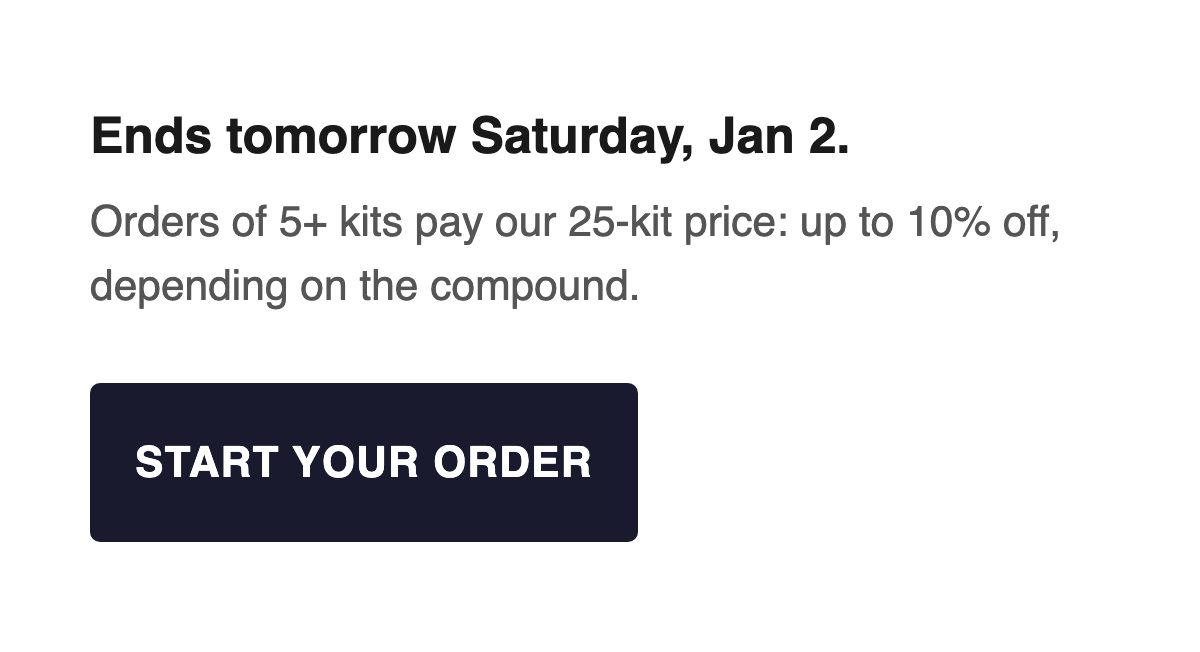 Ends tomorrow Saturday, Jan 2.
Orders of 5+ kits pay our 25-kit price: up to 10% off,
depending on the compound.
START YOUR ORDER